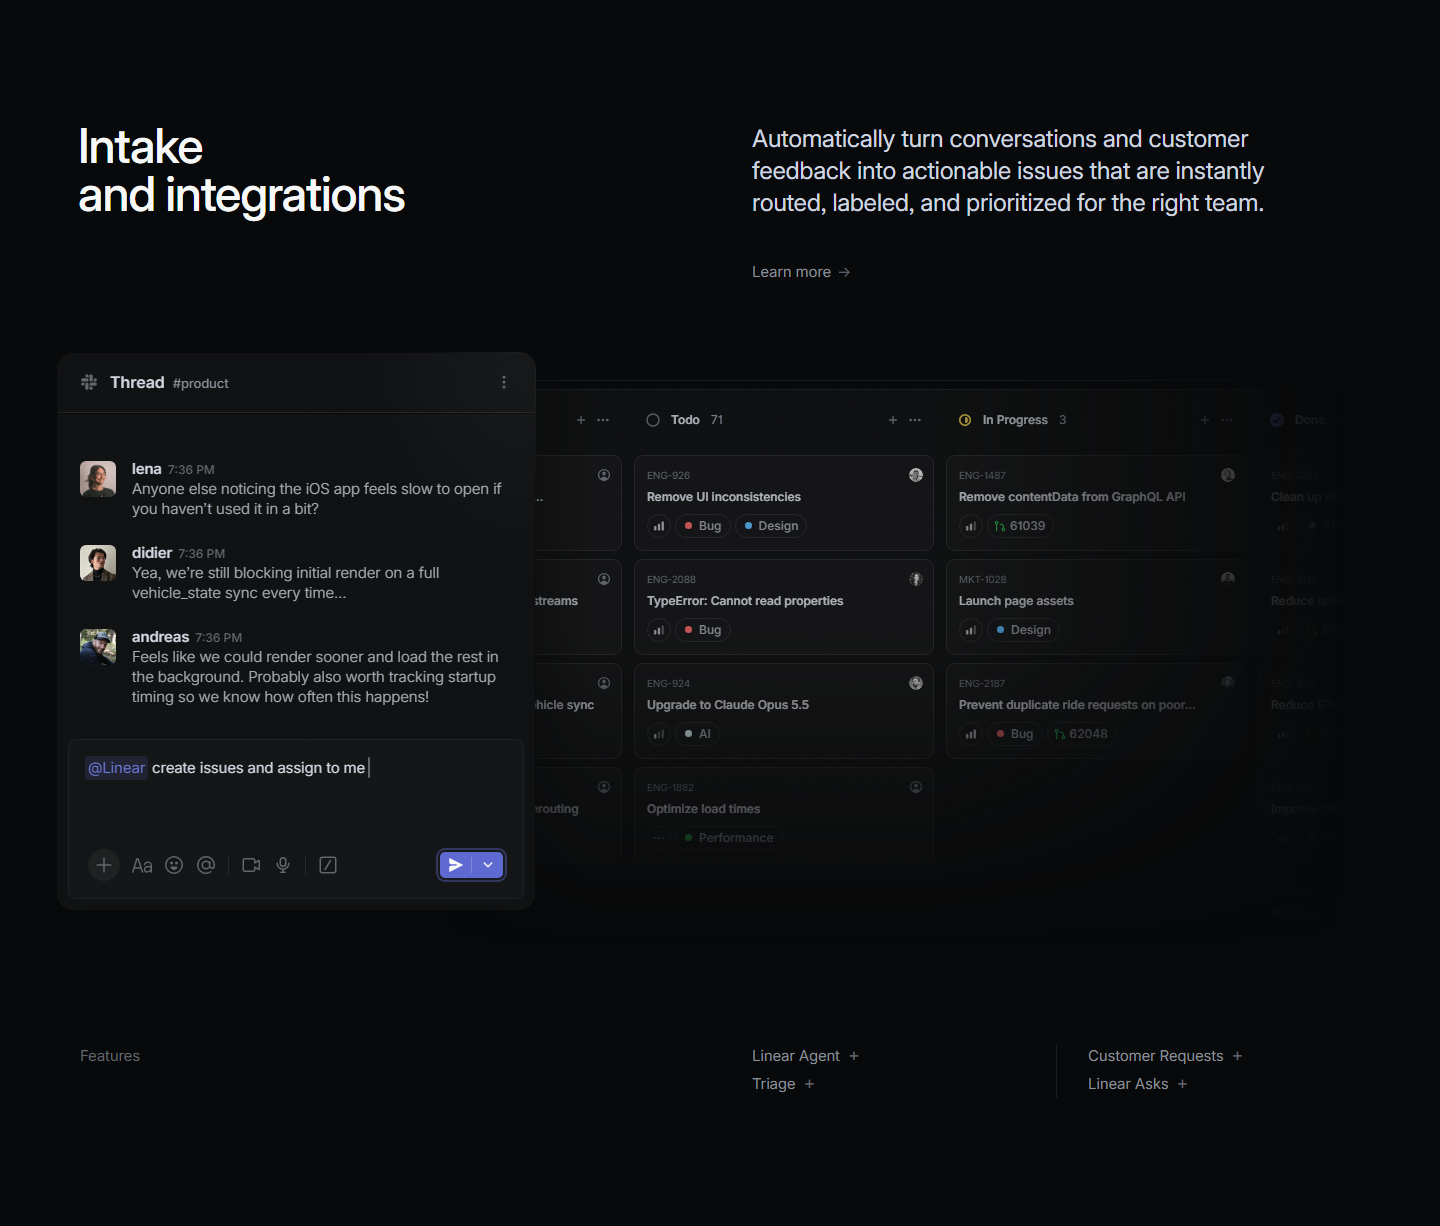 Intake
and integrations
Automatically turn conversations and customer
feedback into actionable issues that are instantly
routed, labeled, and prioritized for the right team.
Learn more →
Thread #product
lena 7:36 PM
Anyone else noticing the iOS app feels slow to open if
you haven't used it in a bit?
didier 7:36 PM
Yea, we're still blocking initial render on a full
vehicle_state sync every time...
andreas 7:36 PM
Feels like we could render sooner and load the rest in
the background. Probably also worth tracking startup
timing so we know how often this happens!
@Linear create issues and assign to me
Aa
...
streams
sync
Todo 71
ENG-926
Remove UI inconsistencies
Bug Design
ENG-2088
TypeError: Cannot read properties
Bug
ENG-924
Upgrade to Claude Opus 5.5
AI
ENG-1882
Optimize load times
Performance
In Progress 3
ENG-1487
Remove contentData from GraphQL API
61039
MKT-1028
Launch page assets
Design
ENG-2187
Prevent duplicate ride requests on poor...
Bug 62048
Done
Clean up
Reduce
Reduce
Improve
Features
Linear Agent +
Triage +
Customer Requests +
Linear Asks +